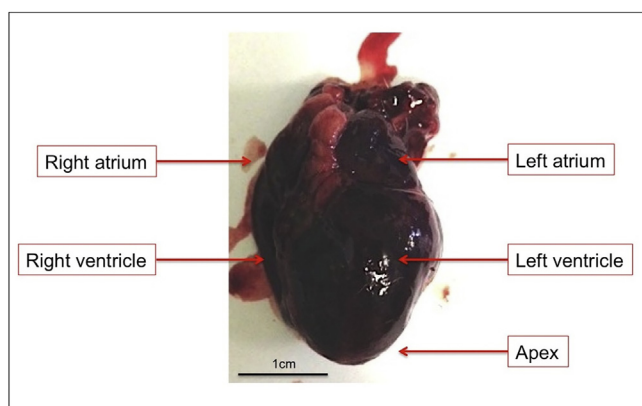 Right atrium
Left atrium
Right ventricle
Left ventricle
Apex
1cm